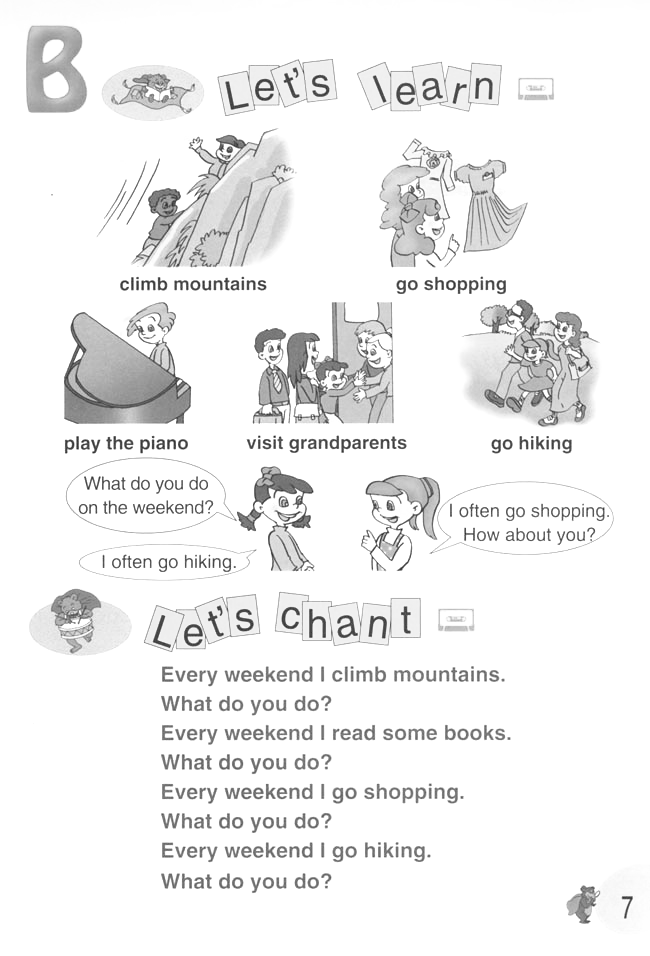 B
Let's learn
climb mountains
go shopping
play the piano
visit grandparents
go hiking
What do you do
on the weekend?
I often go shopping.
How about you?
I often go hiking.
Let's chant
Every weekend I climb mountains.
What do you do?
Every weekend I read some books.
What do you do?
Every weekend I go shopping.
What do you do?
Every weekend I go hiking.
What do you do?
7